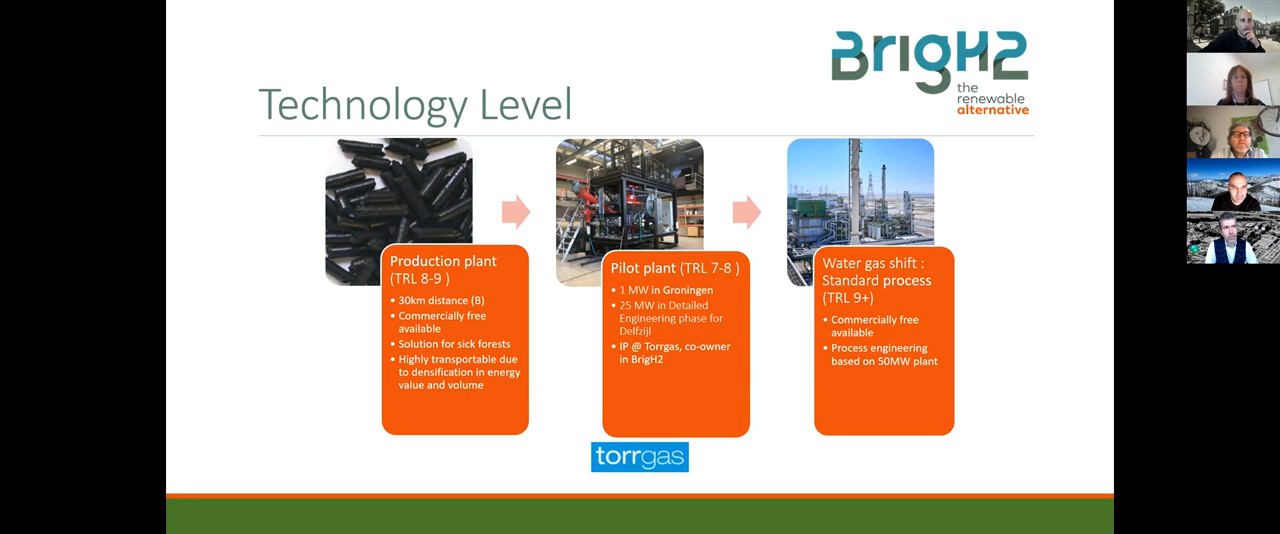 BrigH2
the
renewable
alternative
Technology Level
Production plant
(TRL 8-9 )
• 30km distance (B)
• Commercially free
available
• Solution for sick forests
• Highly transportable due
to densification in energy
value and volume
Pilot plant (TRL 7-8 )
• 1 MW in Groningen
• 25 MW in Detailed
Engineering phase for
Delfzijl
• IP @ Torrgas, co-owner
in BrigH2
Water gas shift :
Standard process
(TRL 9+)
• Commercially free
available
• Process engineering
based on 50MW plant
torrgas